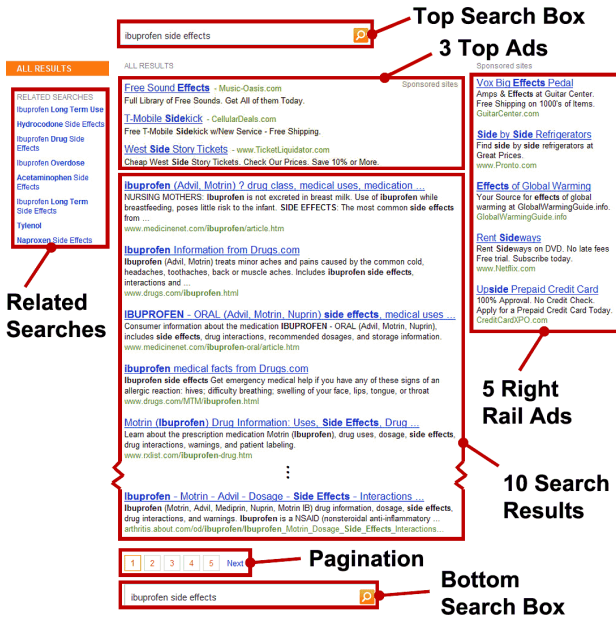 Top Search Box
ibuprofen side effects
3 Top Ads
ALL RESULTS
ALL RESULTS
Sponsored sites
RELATED SEARCHES
Ibuprofen Long Term Use
Hydrocodone Side Effects
Ibuprofen Drug Side
Effects
Ibuprofen Overdose
Acetaminophen Side
Effects
Ibuprofen Long Term
Side Effects
Tylenol
Naproxen Side Effects
Related
Searches
Free Sound Effects - Music-Oasis.com
Sponsored sites
Full Library of Free Sounds. Get All of them Today.
T-Mobile Sidekick - CellularDeals.com
Free T-Mobile Sidekick w/New Service - Free Shipping.
West Side Story Tickets - www.TicketLiquidator.com
Cheap West Side Story Tickets. Check Our Prices. Save 10% or More.
ibuprofen (Advil, Motrin) ? drug class, medical uses, medication ...
NURSING MOTHERS: Ibuprofen is not excreted in breast milk. Use of ibuprofen while
breastfeeding, poses little risk to the infant. SIDE EFFECTS: The most common side effects
from ...
www.medicinenet.com/ibuprofen/article.htm
Ibuprofen Information from Drugs.com
Ibuprofen (Advil, Motrin) treats minor aches and pains caused by the common cold,
headaches, toothaches, back or muscle aches. Includes ibuprofen side effects,
interactions and ...
www.drugs.com/ibuprofen.html
IBUPROFEN - ORAL (Advil, Motrin, Nuprin) side effects, medical uses ...
Consumer information about the medication IBUPROFEN - ORAL (Advil, Motrin, Nuprin),
includes side effects, drug interactions, recommended dosages, and storage information.
www.medicinenet.com/ibuprofen-oral/article.htm
ibuprofen medical facts from Drugs.com
Ibuprofen side effects Get emergency medical help if you have any of these signs of an
allergic reaction: hives; difficulty breathing; swelling of your face, lips, tongue, or throat
www.drugs.com/MTM/ibuprofen.html
Motrin (Ibuprofen) Drug Information: Uses, Side Effects, Drug ...
Learn about the prescription medication Motrin (Ibuprofen), drug uses, dosage, side effects,
drug interactions, warnings, and patient labeling.
www.rxlist.com/ibuprofen-drug.htm
Ibuprofen - Motrin - Advil - Dosage - Side Effects - Interactions ...
Ibuprofen (Motrin, Advil, Mediprin, Nuprin, Motrin IB) drug information, dosage, side effects,
drug interactions, and warnings. Ibuprofen is a NSAID (nonsteroidal anti-inflammatory ...
arthritis.about.com/od/ibuprofen/Ibuprofen_Motrin_Dosage_Side_Effects_Interactions...
Vox Big Effects Pedal
Amps & Effects at Guitar Center.
Free Shipping on 1000's of Items.
GuitarCenter.com
Side by Side Refrigerators
Find side by side refrigerators at
Great Prices.
www.Pronto.com
Effects of Global Warming
Your Source for effects of global
warming at GlobalWarmingGuide.info.
GlobalWarmingGuide.info
Rent Sideways
Rent Sideways on DVD. No late fees
Free trial. Subscribe today.
www.Netflix.com
Upside Prepaid Credit Card
100% Approval. No Credit Check.
Apply for a Prepaid Credit Card Today.
CreditCardXPO.com
5 Right
Rail Ads
10 Search
Results
1 2 3 4 5 Next
Pagination
ibuprofen side effects
Bottom
Search Box